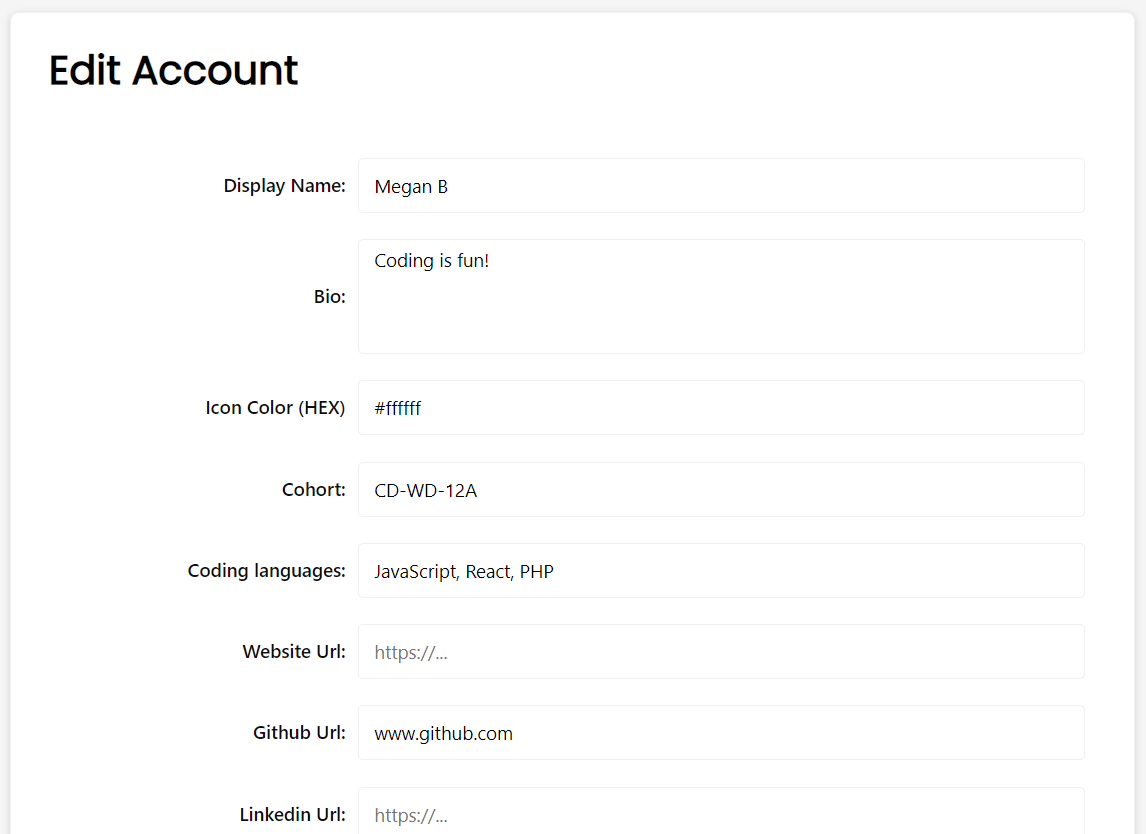 Edit Account
Display Name: Megan B
Bio: Coding is fun!
Icon Color (HEX) #ffffff
Cohort: CD-WD-12A
Coding languages: JavaScript, React, PHP
Website Url: https://...
Github Url: www.github.com
Linkedin Url: https://...